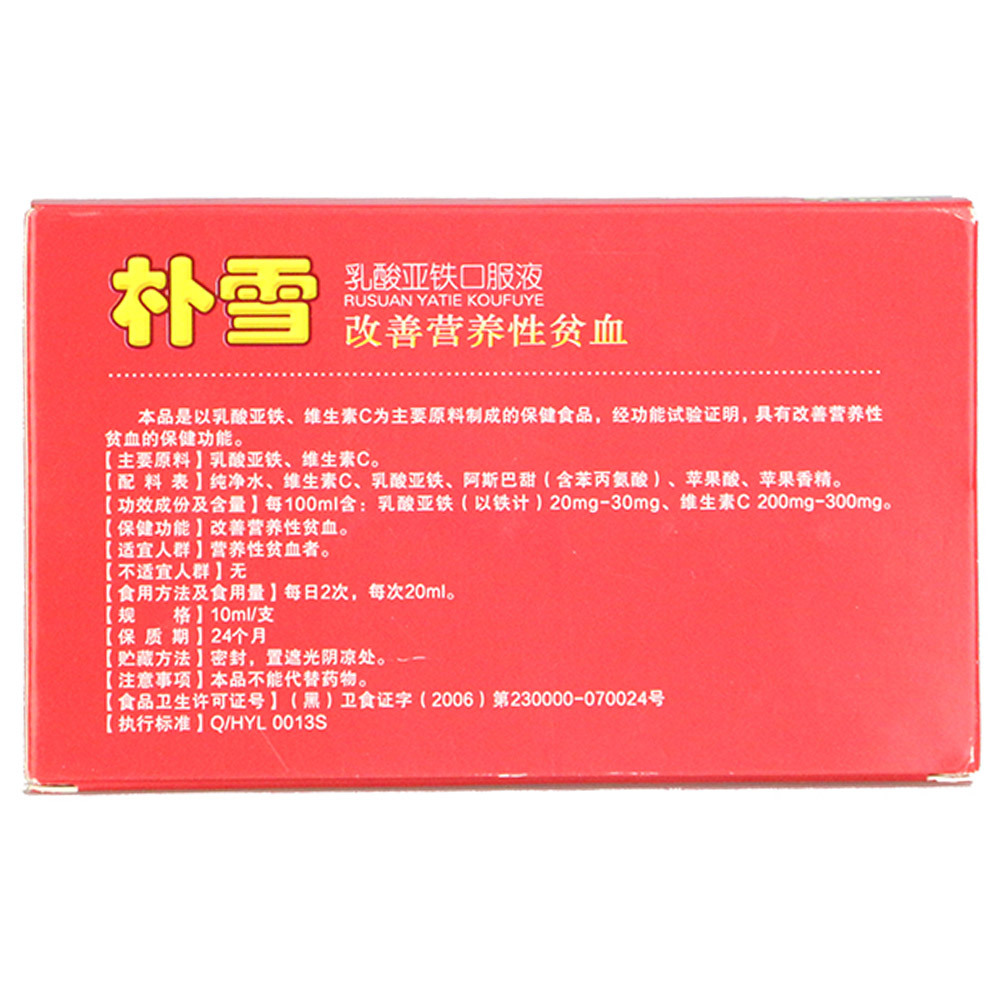 朴雪
乳酸亚铁口服液
RUSUAN YATIE KOUFUYE
改善营养性贫血
本品是以乳酸亚铁、维生素C为主要原料制成的保健食品，经功能试验证明，具有改善营养性
贫血的保健功能。
【主要原料】乳酸亚铁、维生素C。
【配 料 表】纯净水、维生素C、乳酸亚铁、阿斯巴甜（含苯丙氨酸）、苹果酸、苹果香精。
【功效成份及含量】每100ml含：乳酸亚铁（以铁计）20mg-30mg、维生素C 200mg-300mg。
【保健功能】改善营养性贫血。
【适宜人群】营养性贫血者。
【不适宜人群】无
【食用方法及食用量】每日2次，每次20ml。
【规　　格】10ml/支
【保 质 期】24个月
【贮藏方法】密封，置遮光阴凉处。
【注意事项】本品不能代替药物。
【食品卫生许可证号】（黑）卫食证字（2006）第230000-070024号
【执行标准】Q/HYL 0013S